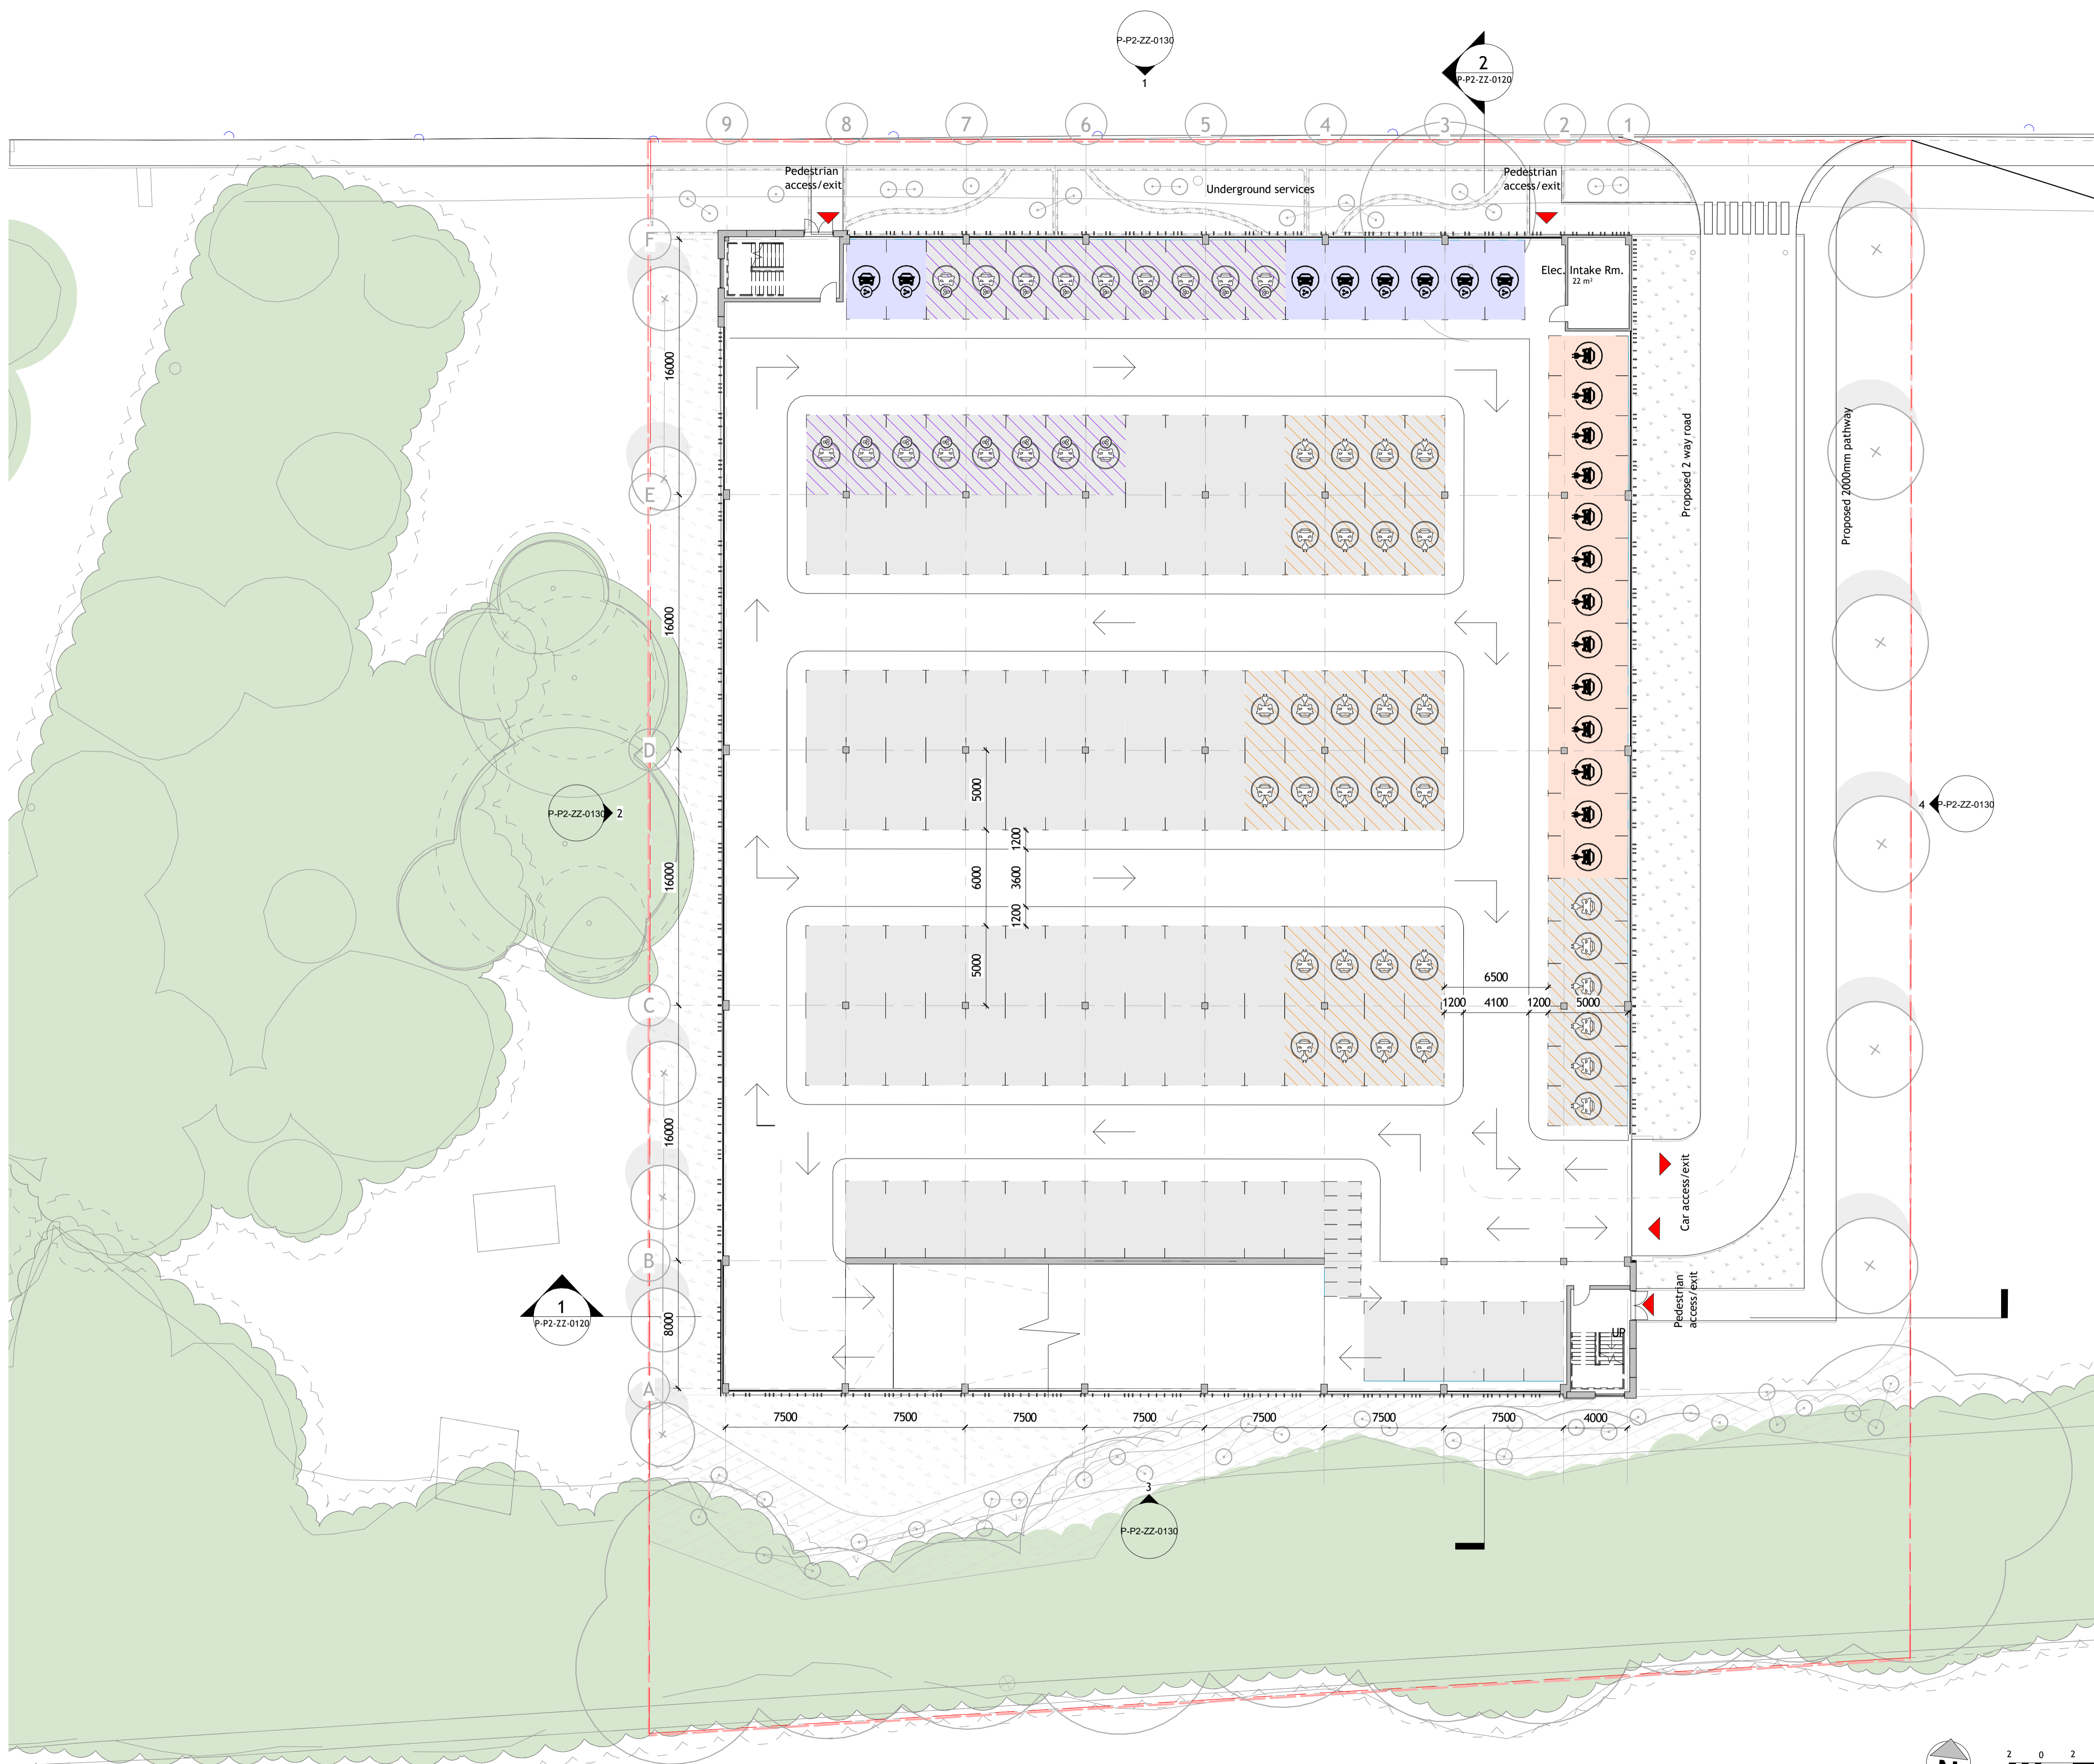 P-P2-ZZ-0130
1
2
P-P2-ZZ-0120
9
8
7
6
5
4
3
2
1
Pedestrian
access/exit
Underground services
Pedestrian
access/exit
F
Elec. Intake Rm.
22 m²
16000
E
Proposed 2 way road
Proposed 2000mm pathway
16000
D
5000
P-P2-ZZ-0130
2
4
P-P2-ZZ-0130
1200
16000
6000
3600
1200
5000
6500
C
1200
4100
1200
5000
16000
Car access/exit
B
Pedestrian
access/exit
1
P-P2-ZZ-0120
8000
UP
A
7500
7500
7500
7500
7500
7500
7500
4000
3
P-P2-ZZ-0130
N
2
0
2